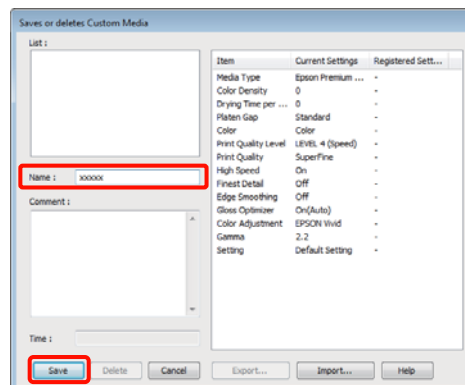 Saves or deletes Custom Media
List :
Name : xxxxx
Comment :
Time :
Item Current Settings Registered Sett...
Media Type Epson Premium ... -
Color Density 0 -
Drying Time per ... 0 -
Platen Gap Standard -
Color Color -
Print Quality Level LEVEL 4 (Speed) -
Print Quality SuperFine -
High Speed On -
Finest Detail Off -
Edge Smoothing Off -
Gloss Optimizer On(Auto) -
Color Adjustment EPSON Vivid -
Gamma 2.2 -
Setting Default Setting -
Save Delete Cancel Export... Import... Help